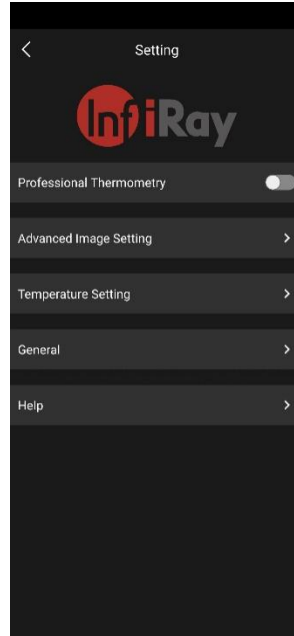 Setting
InfiRay
Professional Thermometry
Advanced Image Setting
Temperature Setting
General
Help